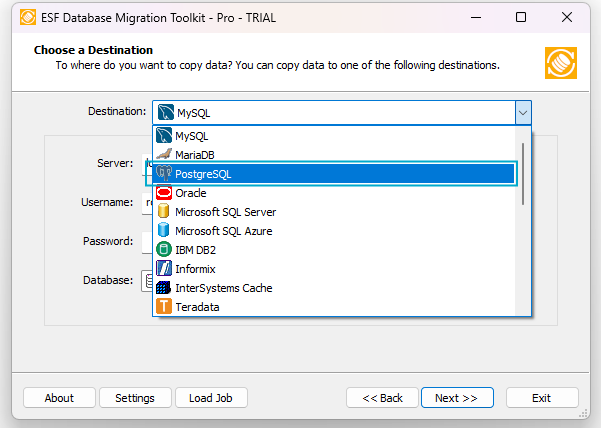 ESF Database Migration Toolkit - Pro - TRIAL
Choose a Destination
To where do you want to copy data? You can copy data to one of the following destinations.
Destination: MySQL
MySQL
MariaDB
Server:
PostgreSQL
Oracle
Username:
Microsoft SQL Server
Microsoft SQL Azure
Password:
IBM DB2
Informix
Database:
InterSystems Cache
Teradata
About Settings Load Job << Back Next >> Exit